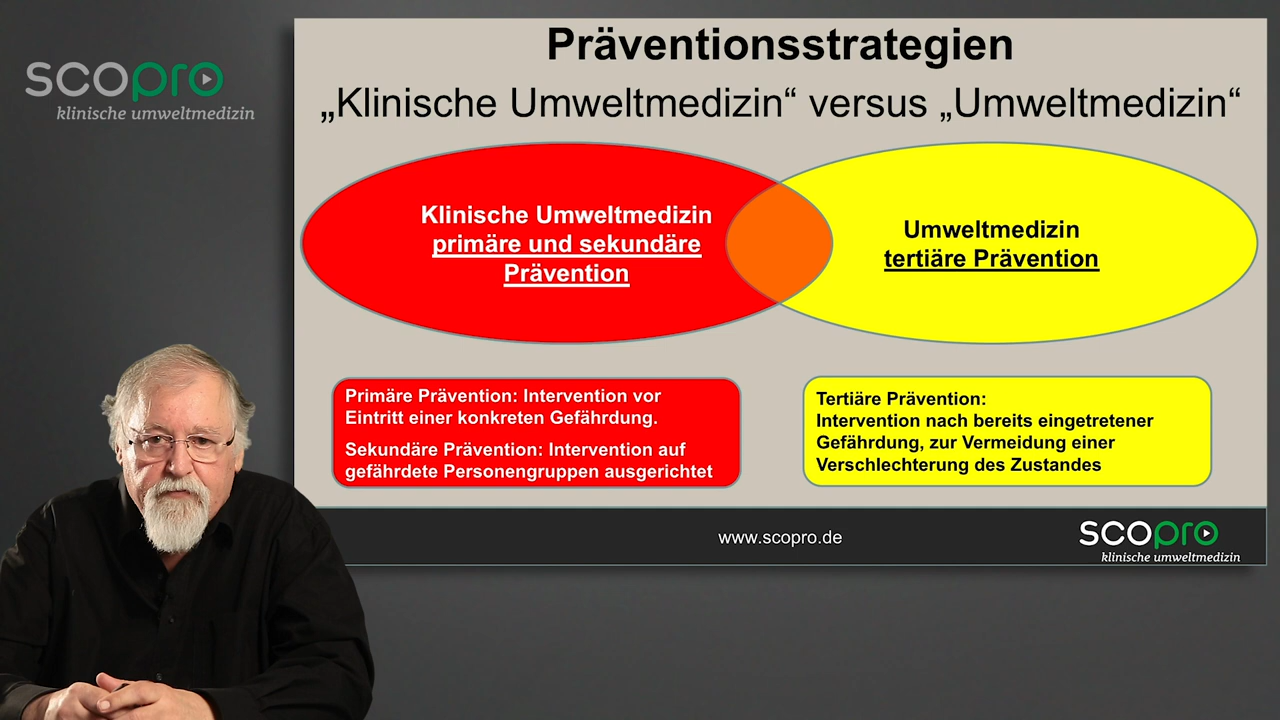 scopro
klinische umweltmedizin
Präventionsstrategien
„Klinische Umweltmedizin“ versus „Umweltmedizin“
Klinische Umweltmedizin
primäre und sekundäre
Prävention
Umweltmedizin
tertiäre Prävention
Primäre Prävention: Intervention vor
Eintritt einer konkreten Gefährdung.
Sekundäre Prävention: Intervention auf
gefährdete Personengruppen ausgerichtet
Tertiäre Prävention:
Intervention nach bereits eingetretener
Gefährdung, zur Vermeidung einer
Verschlechterung des Zustandes
www.scopro.de
scopro
klinische umweltmedizin